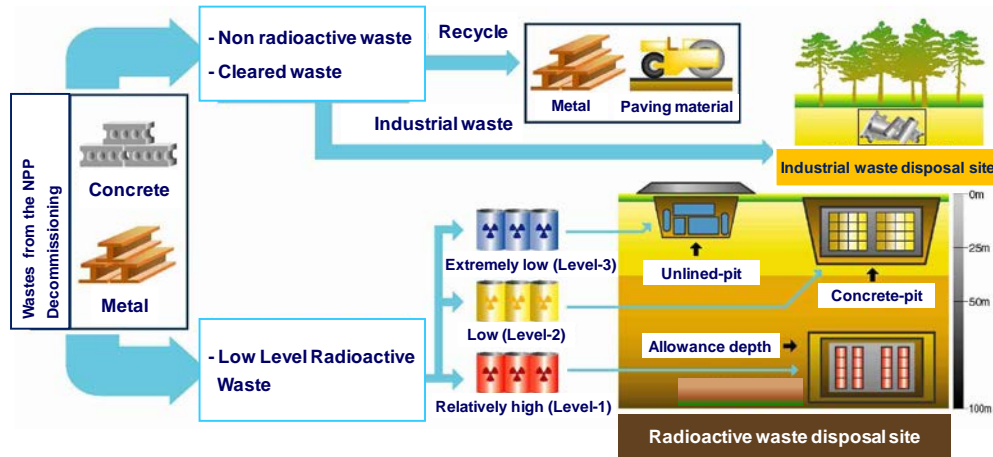 Wastes from the NPP
Decommissioning
Concrete
Metal
- Non radioactive waste
- Cleared waste
Recycle
Metal
Paving material
Industrial waste
Industrial waste disposal site
- Low Level Radioactive
Waste
Extremely low (Level-3)
Low (Level-2)
Relatively high (Level-1)
Unlined-pit
Concrete-pit
Allowance depth
0m
25m
50m
100m
Radioactive waste disposal site